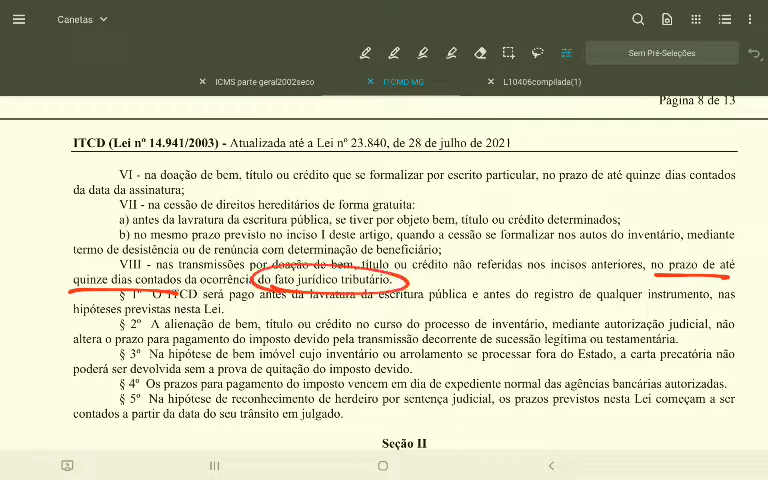 Canetas
Sem Pré-Seleções
ICMS parte geral2002seco
ITCMD MG
L10406compilada(1)
Página 8 de 13
ITCD (Lei nº 14.941/2003) - Atualizada até a Lei nº 23.840, de 28 de julho de 2021
VI - na doação de bem, título ou crédito que se formalizar por escrito particular, no prazo de até quinze dias contados
da data da assinatura;
VII - na cessão de direitos hereditários de forma gratuita:
a) antes da lavratura da escritura pública, se tiver por objeto bem, título ou crédito determinados;
b) no mesmo prazo previsto no inciso I deste artigo, quando a cessão se formalizar nos autos do inventário, mediante
termo de desistência ou de renúncia com determinação de beneficiário;
VIII - nas transmissões por doação de bem, título ou crédito não referidas nos incisos anteriores, no prazo de até
quinze dias contados da ocorrência do fato jurídico tributário.
§ 1º O ITCD será pago antes da lavratura da escritura pública e antes do registro de qualquer instrumento, nas
hipóteses previstas nesta Lei.
§ 2º A alienação de bem, título ou crédito no curso do processo de inventário, mediante autorização judicial, não
altera o prazo para pagamento do imposto devido pela transmissão decorrente de sucessão legítima ou testamentária.
§ 3º Na hipótese de bem imóvel cujo inventário ou arrolamento se processar fora do Estado, a carta precatória não
poderá ser devolvida sem a prova de quitação do imposto devido.
§ 4º Os prazos para pagamento do imposto vencem em dia de expediente normal das agências bancárias autorizadas.
§ 5º Na hipótese de reconhecimento de herdeiro por sentença judicial, os prazos previstos nesta Lei começam a ser
contados a partir da data do seu trânsito em julgado.
Seção II